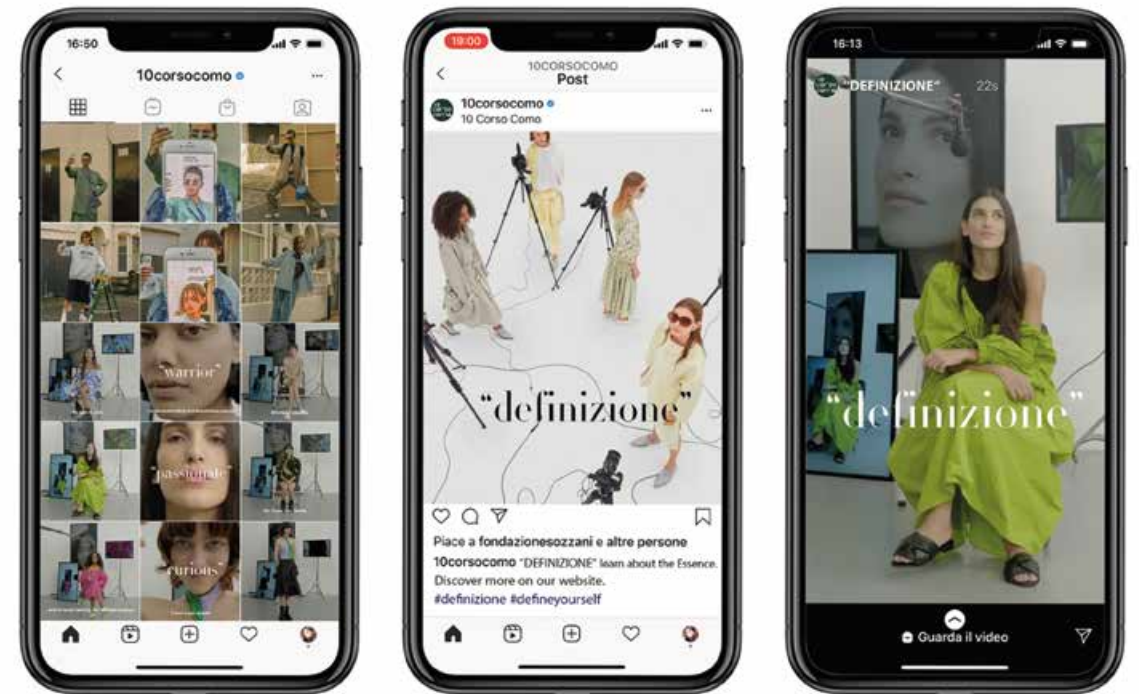 16:50
10corsocomo
...
"warrior"
"passionate"
"curious"
19:00
10CORSOCOMO
Post
10corsocomo
10 Corso Como
...
"definizione"
Piace a fondazionesozzani e altre persone
10corsocomo "DEFINIZIONE" learn about the Essence.
Discover more on our website.
#definizione #defineyourself
16:13
"DEFINIZIONE" 22s
"definizione"
Guarda il video